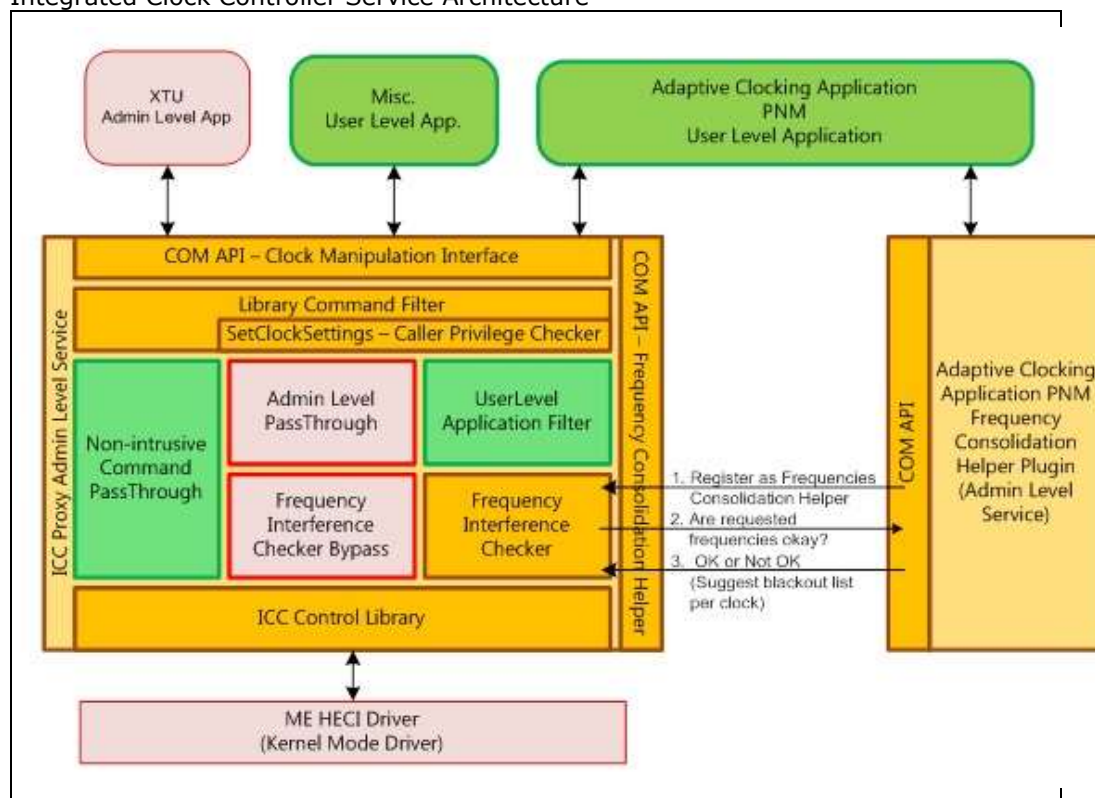 Integrated Clock Controller Service Architecture
XTU
Admin Level App
Misc.
User Level App.
Adaptive Clocking Application
PNM
User Level Application
ICC Proxy Admin Level Service
COM API – Clock Manipulation Interface
Library Command Filter
SetClockSettings – Caller Privilege Checker
Non-intrusive
Command
PassThrough
Admin Level
PassThrough
UserLevel
Application Filter
Frequency
Interference
Checker Bypass
Frequency
Interference
Checker
ICC Control Library
COM API – Frequency Consolidation Helper
1. Register as Frequencies
Consolidation Helper
2. Are requested
frequencies okay?
3. OK or Not OK
(Suggest blackout list
per clock)
COM API
Adaptive Clocking
Application PNM
Frequency
Consolidation
Helper Plugin
(Admin Level
Service)
ME HECI Driver
(Kernel Mode Driver)